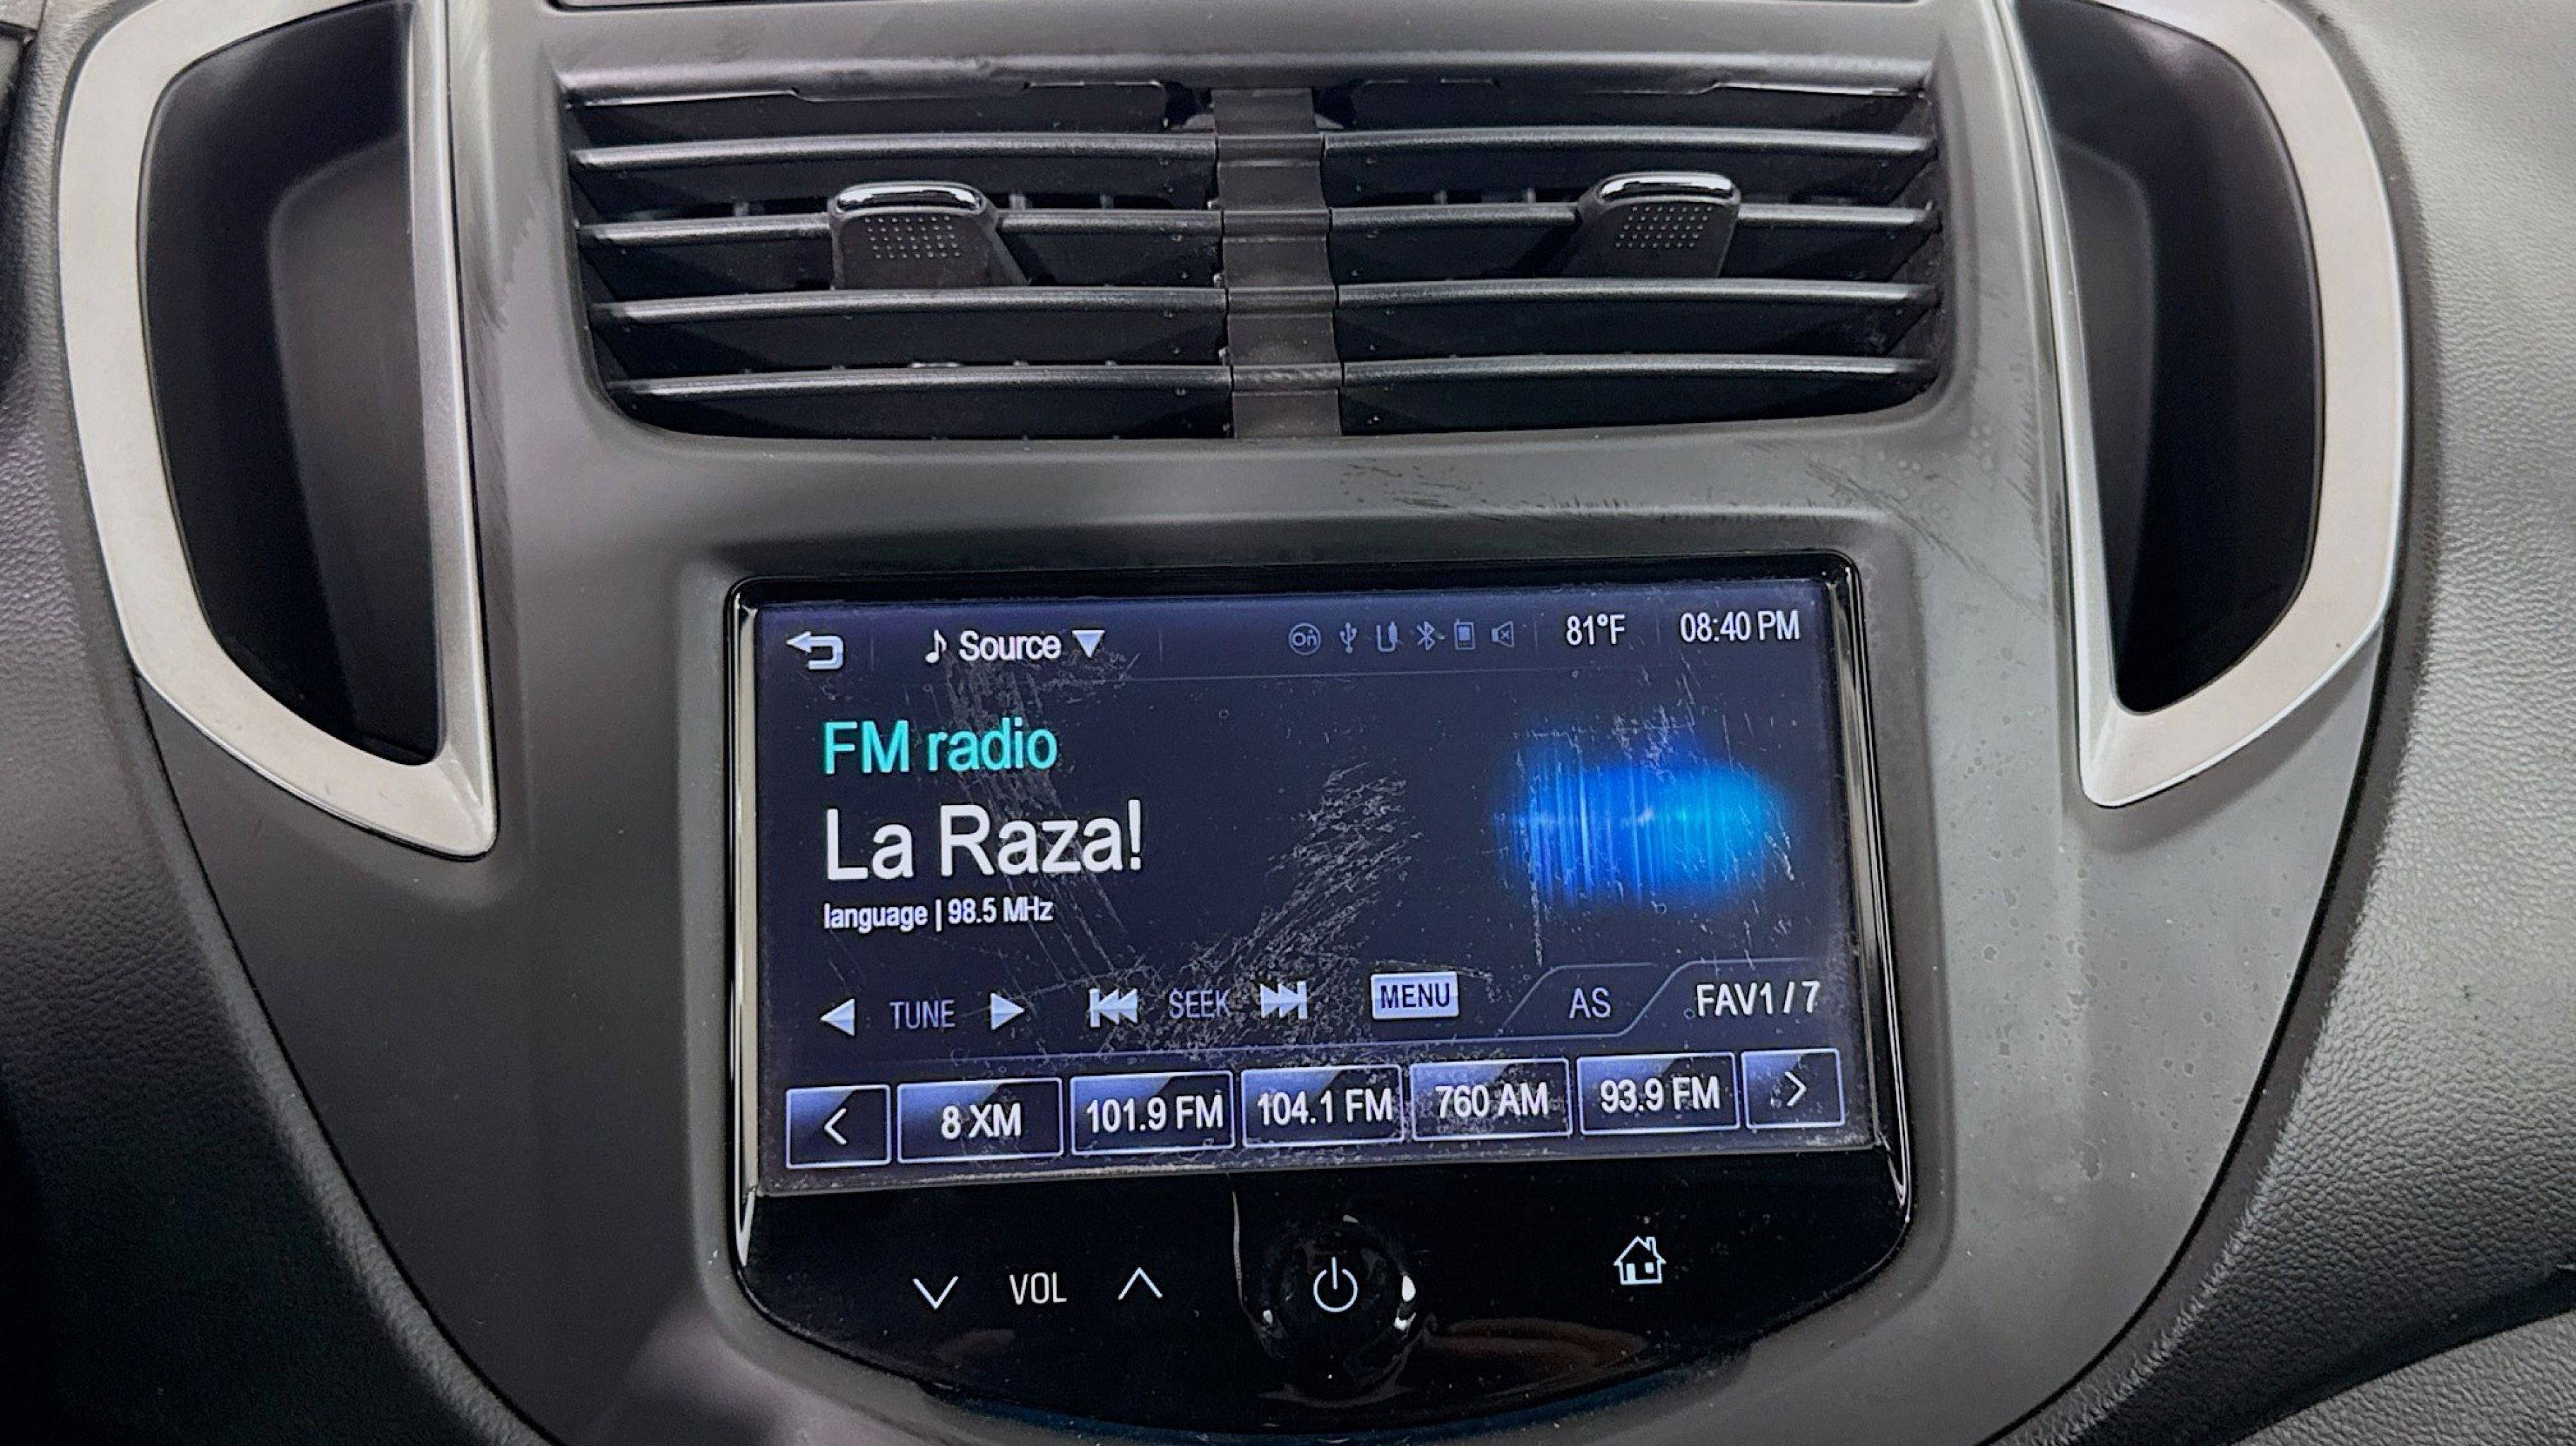 Source 81°F 08:40 PM
FM radio
La Raza!
language | 98.5 MHz
TUNE SEEK MENU AS FAV1 / 7
< 8 XM 101.9 FM 104.1 FM 760 AM 93.9 FM >
VOL